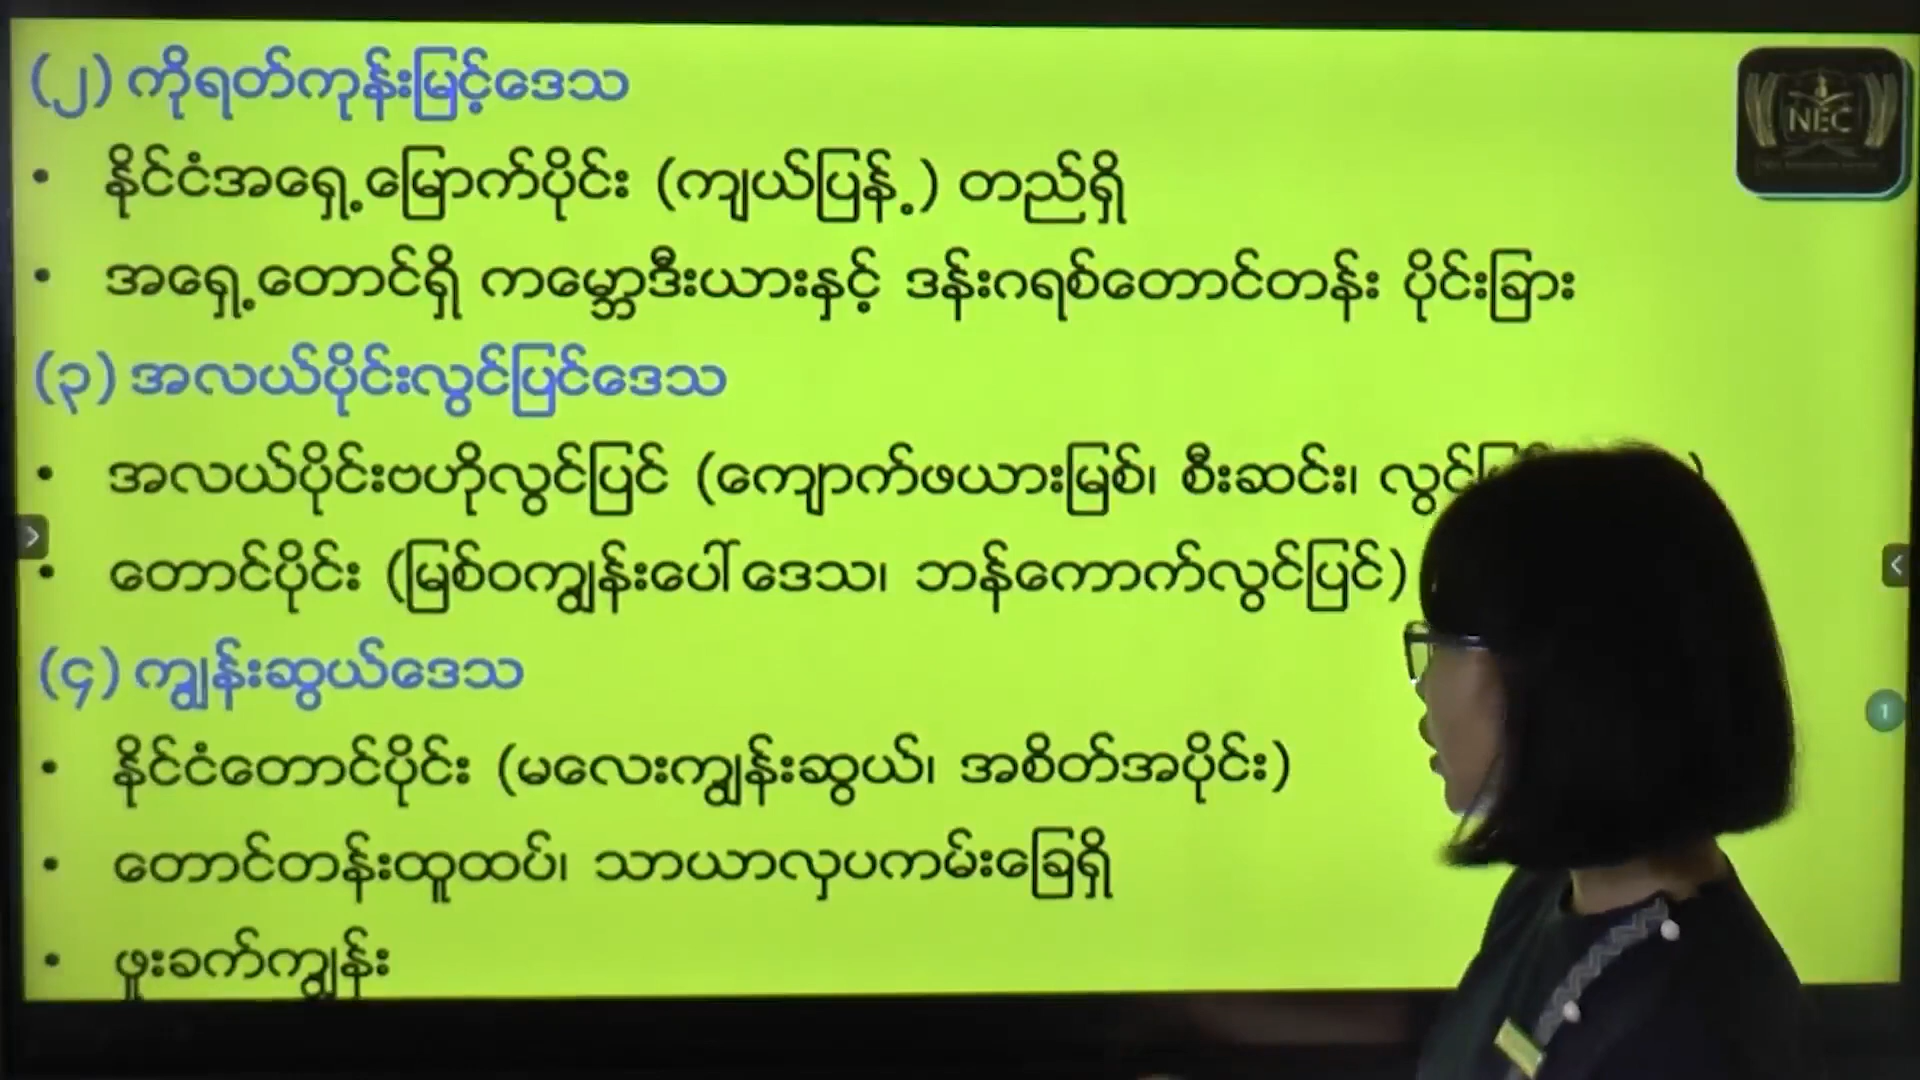 (၂) ကိုရတ်ကုန်းမြင့်ဒေသ
NEC
• နိုင်ငံအရှေ့မြောက်ပိုင်း (ကျယ်ပြန့်) တည်ရှိ
• အရှေ့တောင်ရှိ ကမ္ဘောဒီးယားနှင့် ဒန်းဂရစ်တောင်တန်း ပိုင်းခြား
(၃) အလယ်ပိုင်းလွင်ပြင်ဒေသ
• အလယ်ပိုင်းဗဟိုလွင်ပြင် (ကျောက်ဖယားမြစ်၊ စီးဆင်း၊
• တောင်ပိုင်း (မြစ်ဝကျွန်းပေါ်ဒေသ၊ ဘန်ကောက်လွင်ပြင်)
(၄) ကျွန်းဆွယ်ဒေသ
1
• နိုင်ငံတောင်ပိုင်း (မလေးကျွန်းဆွယ်၊ အစိတ်အပိုင်း)
• တောင်တန်းထူထပ်၊ သာယာလှပကမ်းခြေရှိ
• ဖူးခက်ကျွန်း